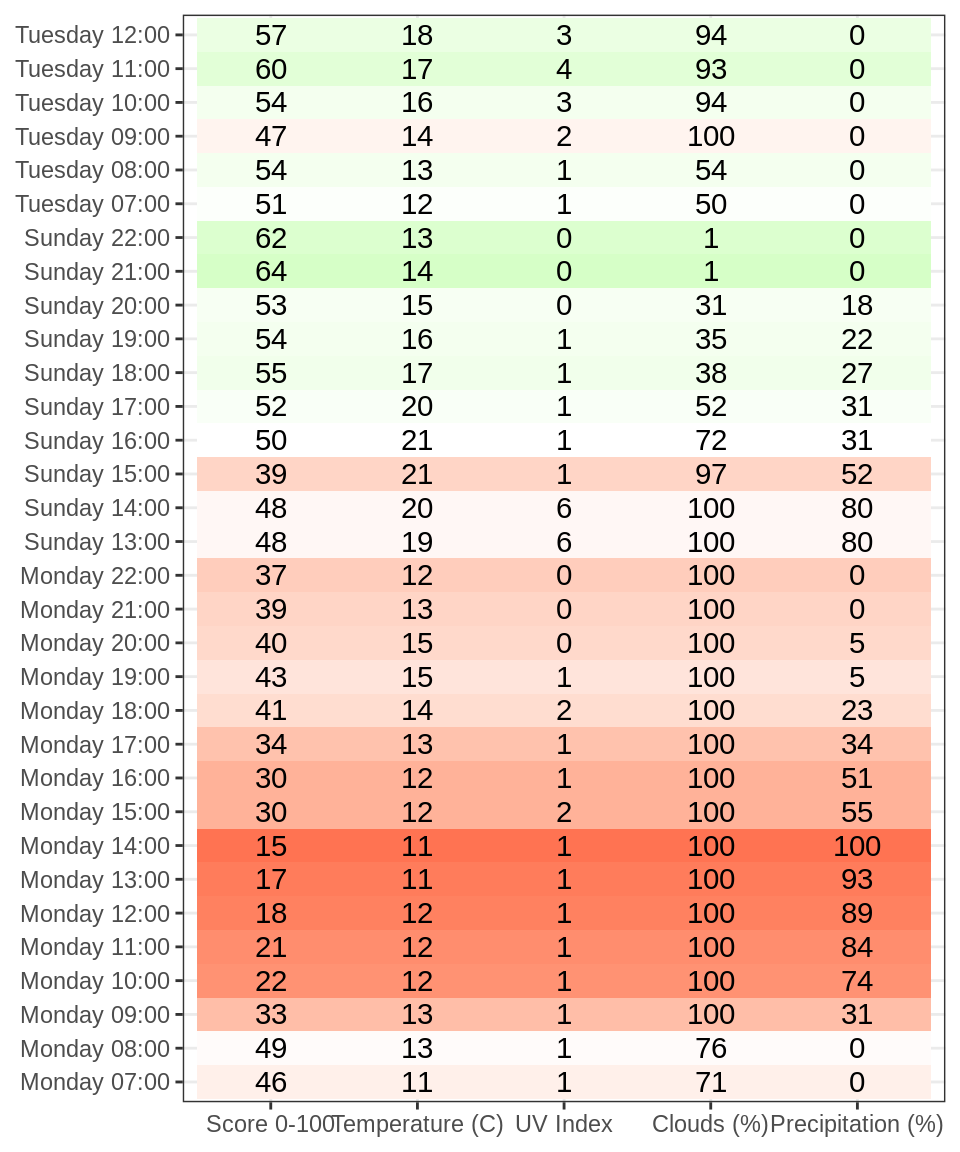 Tuesday 12:00 57 18 3 94 0
Tuesday 11:00 60 17 4 93 0
Tuesday 10:00 54 16 3 94 0
Tuesday 09:00 47 14 2 100 0
Tuesday 08:00 54 13 1 54 0
Tuesday 07:00 51 12 1 50 0
Sunday 22:00 62 13 0 1 0
Sunday 21:00 64 14 0 1 0
Sunday 20:00 53 15 0 31 18
Sunday 19:00 54 16 1 35 22
Sunday 18:00 55 17 1 38 27
Sunday 17:00 52 20 1 52 31
Sunday 16:00 50 21 1 72 31
Sunday 15:00 39 21 1 97 52
Sunday 14:00 48 20 6 100 80
Sunday 13:00 48 19 6 100 80
Monday 22:00 37 12 0 100 0
Monday 21:00 39 13 0 100 0
Monday 20:00 40 15 0 100 5
Monday 19:00 43 15 1 100 5
Monday 18:00 41 14 2 100 23
Monday 17:00 34 13 1 100 34
Monday 16:00 30 12 1 100 51
Monday 15:00 30 12 2 100 55
Monday 14:00 15 11 1 100 100
Monday 13:00 17 11 1 100 93
Monday 12:00 18 12 1 100 89
Monday 11:00 21 12 1 100 84
Monday 10:00 22 12 1 100 74
Monday 09:00 33 13 1 100 31
Monday 08:00 49 13 1 76 0
Monday 07:00 46 11 1 71 0
Score 0-100 Temperature (C) UV Index Clouds (%) Precipitation (%)